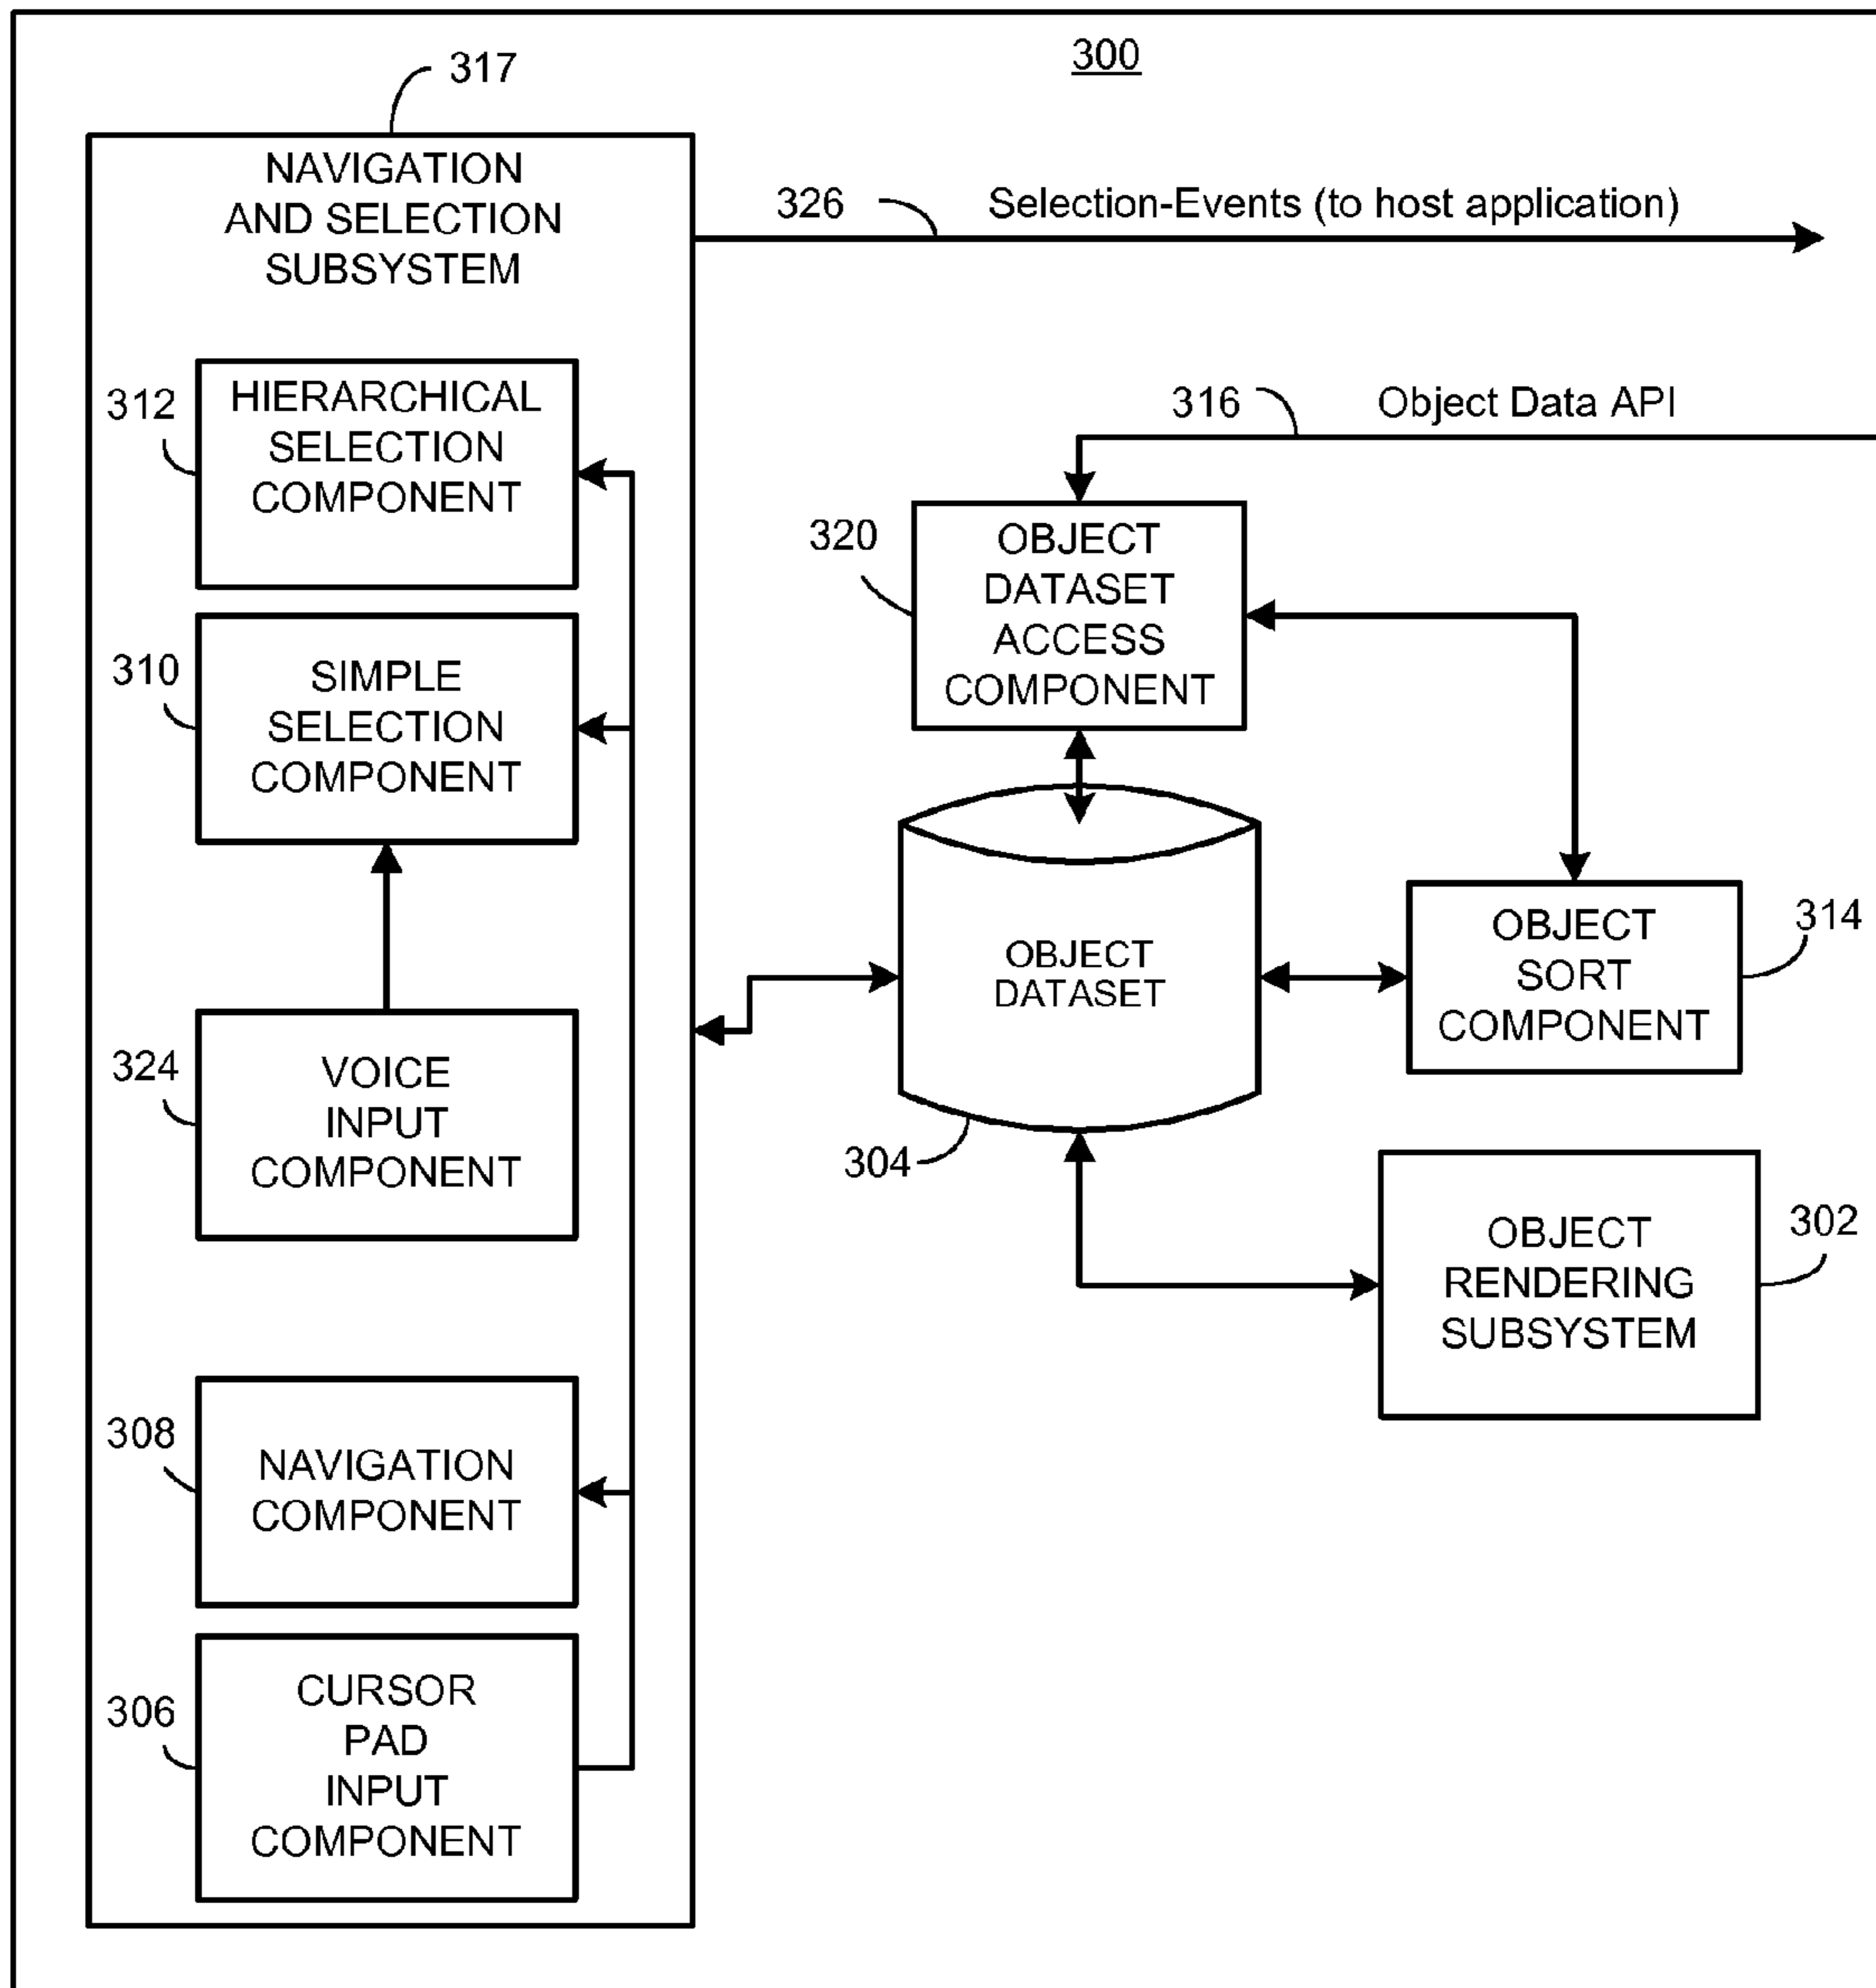 300
317
NAVIGATION
AND SELECTION
SUBSYSTEM
326
Selection-Events (to host application)
312
HIERARCHICAL
SELECTION
COMPONENT
316
Object Data API
320
OBJECT
DATASET
ACCESS
COMPONENT
310
SIMPLE
SELECTION
COMPONENT
OBJECT
DATASET
304
OBJECT
SORT
COMPONENT
314
324
VOICE
INPUT
COMPONENT
OBJECT
RENDERING
SUBSYSTEM
302
308
NAVIGATION
COMPONENT
306
CURSOR
PAD
INPUT
COMPONENT